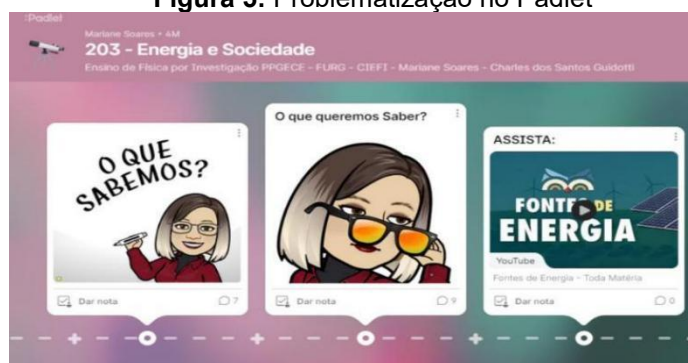 Figura 3. Problematização no Padlet
:Padlet
Mariane Soares + 4M
203 - Energia e Sociedade
Ensino de Física por Investigação PPGECE - FURG - CIEFI - Mariane Soares - Charles dos Santos Guidotti
O QUE
SABEMOS?
Dar nota
7
O que queremos Saber?
Dar nota
9
ASSISTA:
FONTES DE
ENERGIA
YouTube
Fontes de Energia - Toda Matéria
Dar nota
0